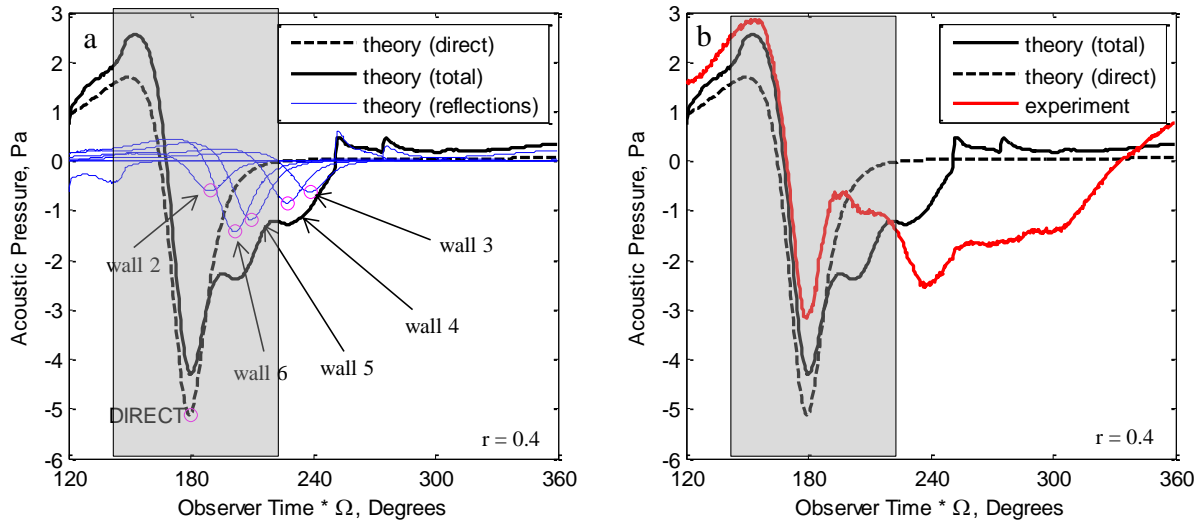 a
theory (direct)
theory (total)
theory (reflections)
3
2
1
0
-1
-2
-3
-4
-5
-6
Acoustic Pressure, Pa
wall 2
wall 3
wall 4
wall 5
wall 6
DIRECT
r = 0.4
120
180
240
300
360
Observer Time * Ω, Degrees
b
theory (total)
theory (direct)
experiment
3
2
1
0
-1
-2
-3
-4
-5
-6
Acoustic Pressure, Pa
r = 0.4
120
180
240
300
360
Observer Time * Ω, Degrees